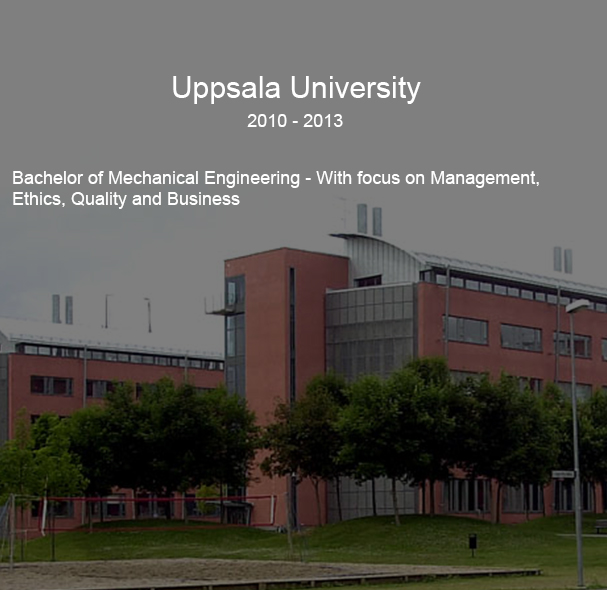 Uppsala University
2010 - 2013
Bachelor of Mechanical Engineering - With focus on Management,
Ethics, Quality and Business